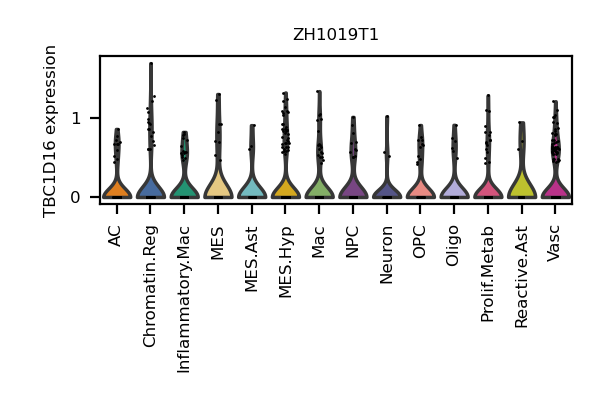 ZH1019T1
TBC1D16 expression
1
0
AC
Chromatin.Reg
Inflammatory.Mac
MES
MES.Ast
MES.Hyp
Mac
NPC
Neuron
OPC
Oligo
Prolif.Metab
Reactive.Ast
Vasc